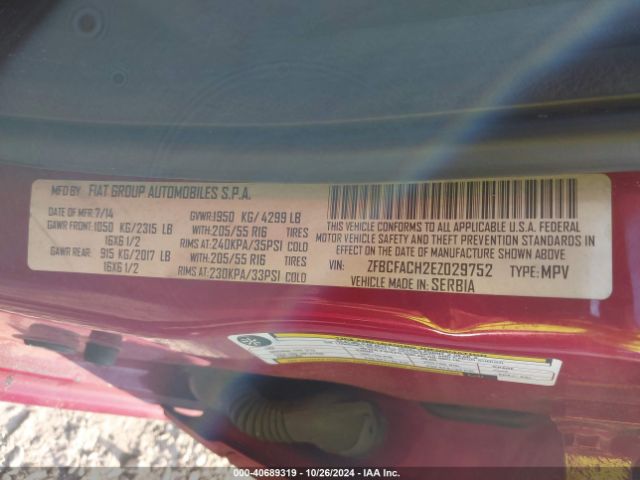 MFD BY: FIAT GROUP AUTOMOBILES S.P.A.
DATE OF MFR: 7/14 GVWR: 1950 KG/ 4299 LB
GAWR FRONT: 1050 KG/2315 LB WITH: 205/55 R16 TIRES
16X6 1/2 RIMS AT: 240KPA/35PSI COLD
GAWR REAR: 915 KG/2017 LB WITH: 205/55 R16 TIRES
16X6 1/2 RIMS AT: 230KPA/33PSI COLD
THIS VEHICLE CONFORMS TO ALL APPLICABLE U.S.A. FEDERAL
MOTOR VEHICLE SAFETY, BUMPER, AND THEFT PREVENTION STANDARDS IN
EFFECT ON THE DATE OF MANUFACTURE SHOWN ABOVE.
VIN: ZFBCFACH2EZ029752 TYPE: MPV
VEHICLE MADE IN: SERBIA
000-40689319 - 10/26/2024 - IAA Inc.